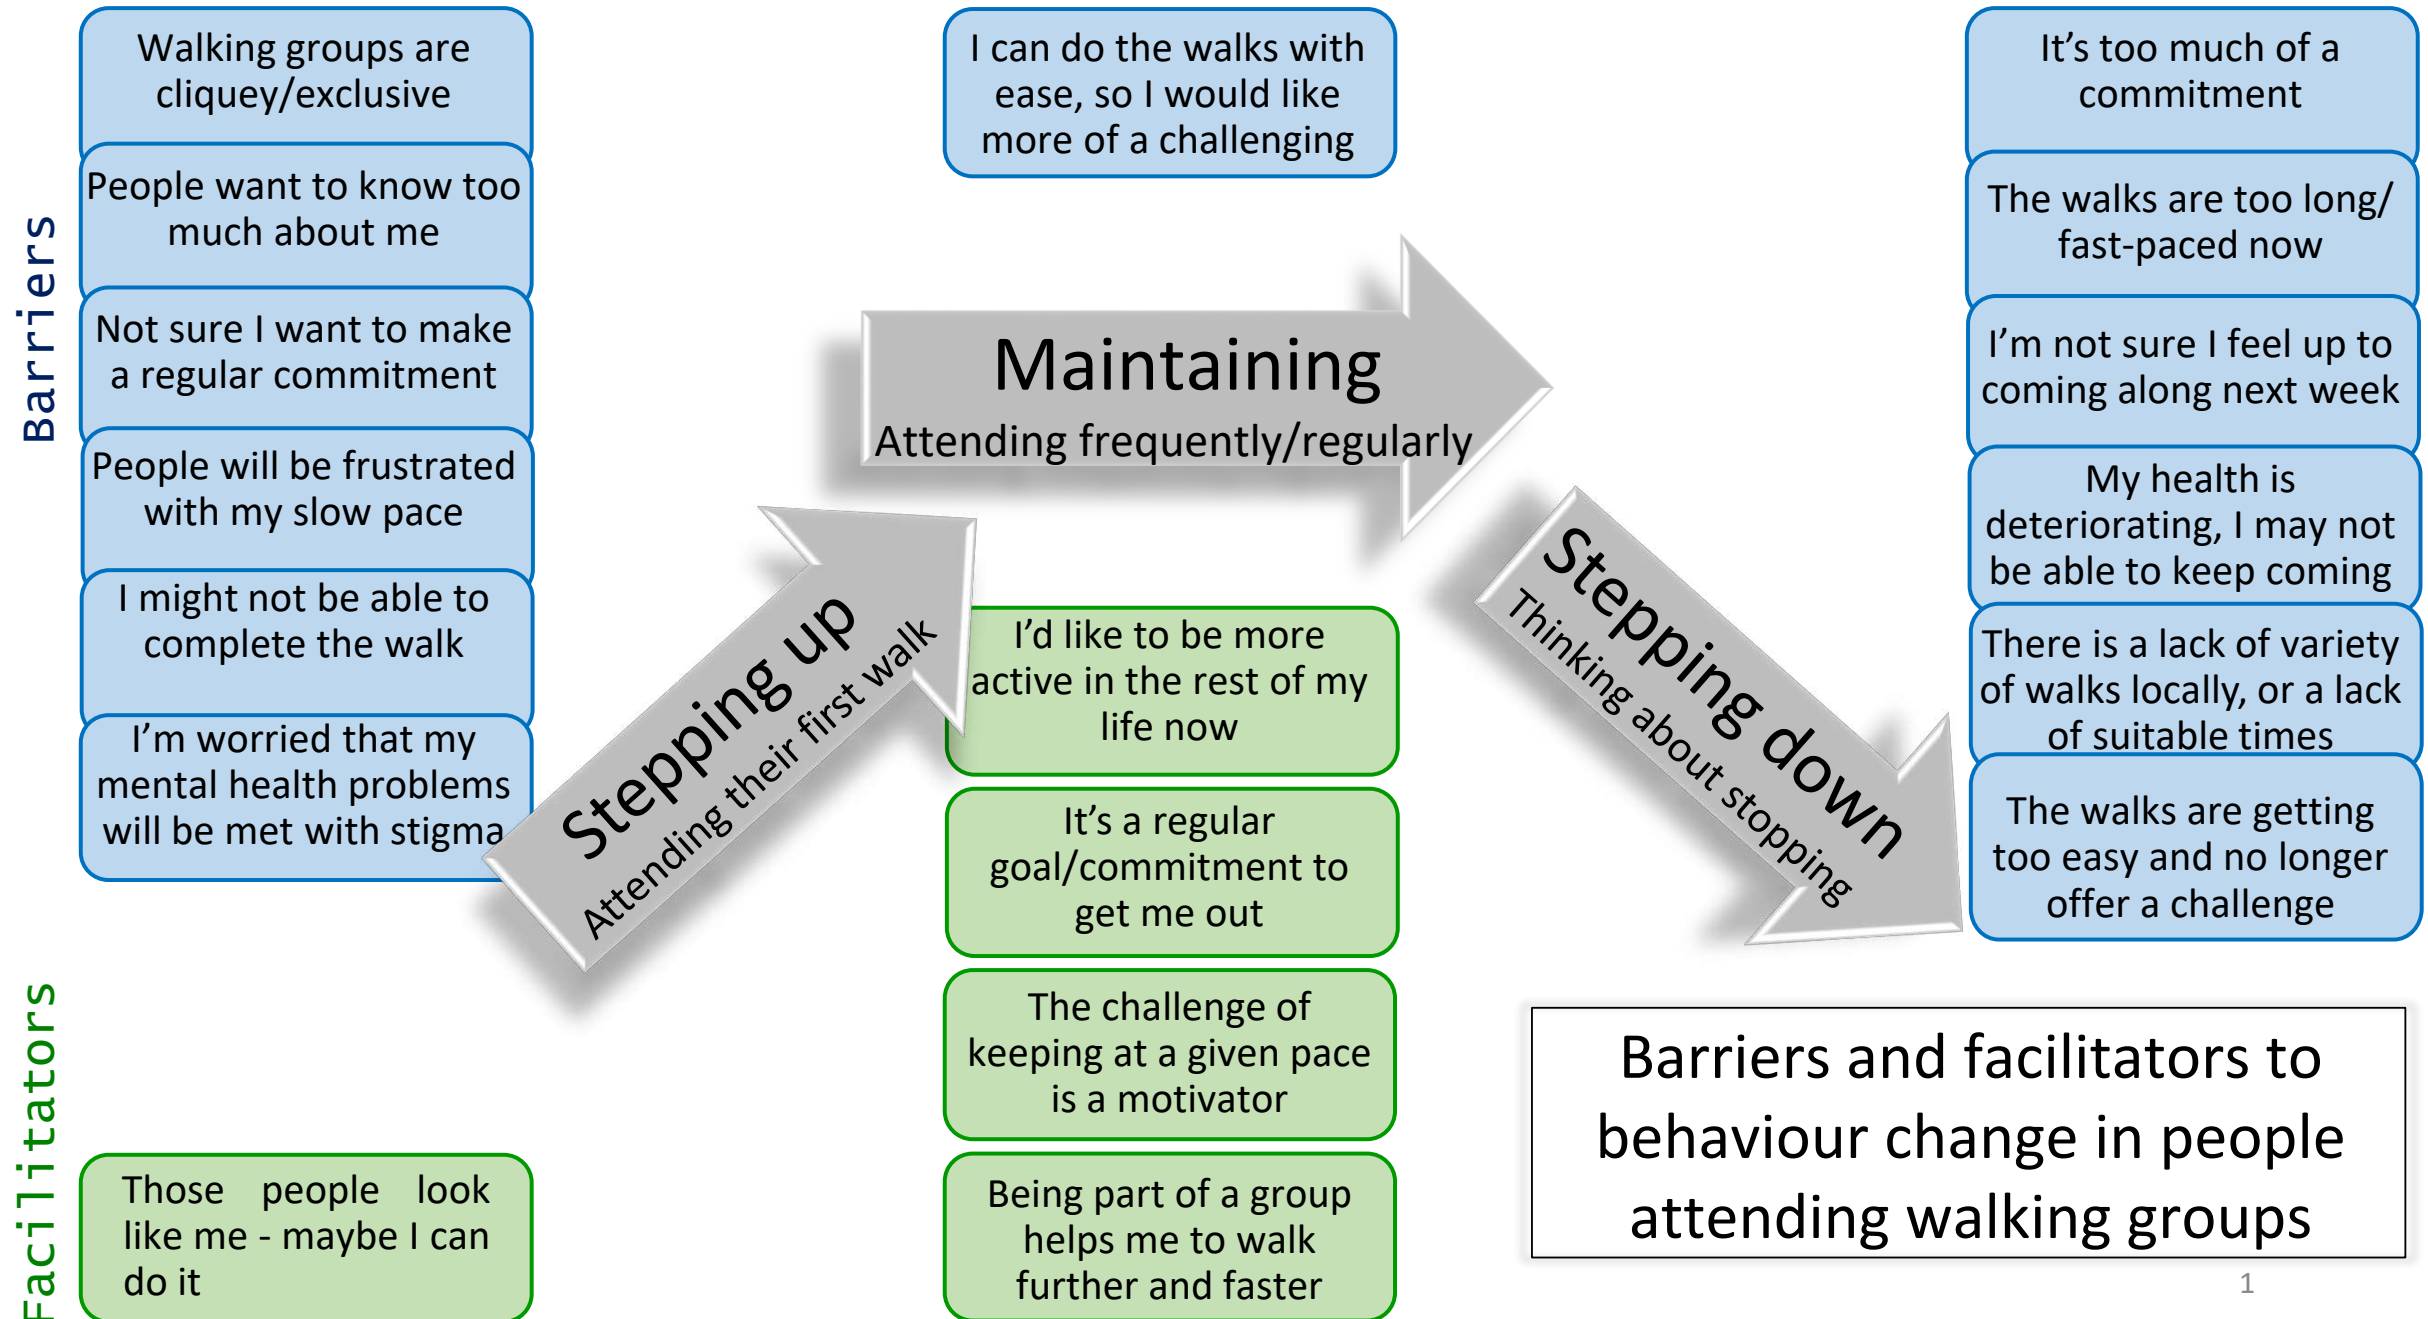 Barriers
Walking groups are
cliquey/exclusive
People want to know too
much about me
Not sure I want to make
a regular commitment
People will be frustrated
with my slow pace
I might not be able to
complete the walk
I'm worried that my
mental health problems
will be met with stigma
Facilitators
Those people look
like me - maybe I can
do it
Stepping up
Attending their first walk
I can do the walks with
ease, so I would like
more of a challenging
Maintaining
Attending frequently/regularly
I'd like to be more
active in the rest of my
life now
It's a regular
goal/commitment to
get me out
The challenge of
keeping at a given pace
is a motivator
Being part of a group
helps me to walk
further and faster
Stepping down
Thinking about stopping
It's too much of a
commitment
The walks are too long/
fast-paced now
I'm not sure I feel up to
coming along next week
My health is
deteriorating, I may not
be able to keep coming
There is a lack of variety
of walks locally, or a lack
of suitable times
The walks are getting
too easy and no longer
offer a challenge
Barriers and facilitators to
behaviour change in people
attending walking groups
1